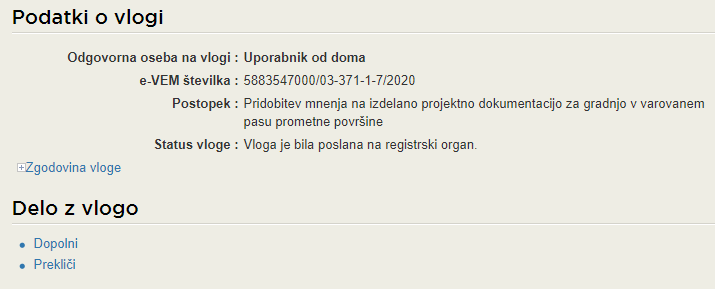 Podatki o vlogi
Odgovorna oseba na vlogi : Uporabnik od doma
e-VEM številka : 5883547000/03-371-1-7/2020
Postopek : Pridobitev mnenja na izdelano projektno dokumentacijo za gradnjo v varovanem
pasu prometne površine
Status vloge : Vloga je bila poslana na registrski organ.
Zgodovina vloge
Delo z vlogo
Dopolni
Prekliči